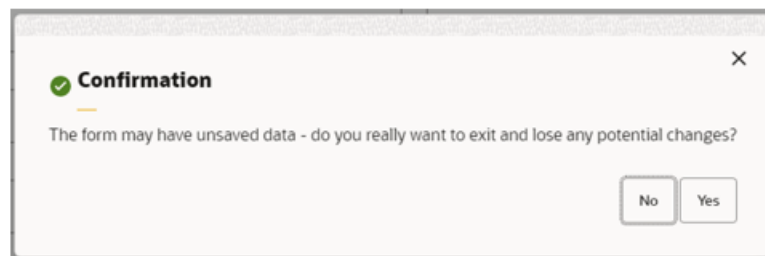 Confirmation
The form may have unsaved data - do you really want to exit and lose any potential changes?
No
Yes